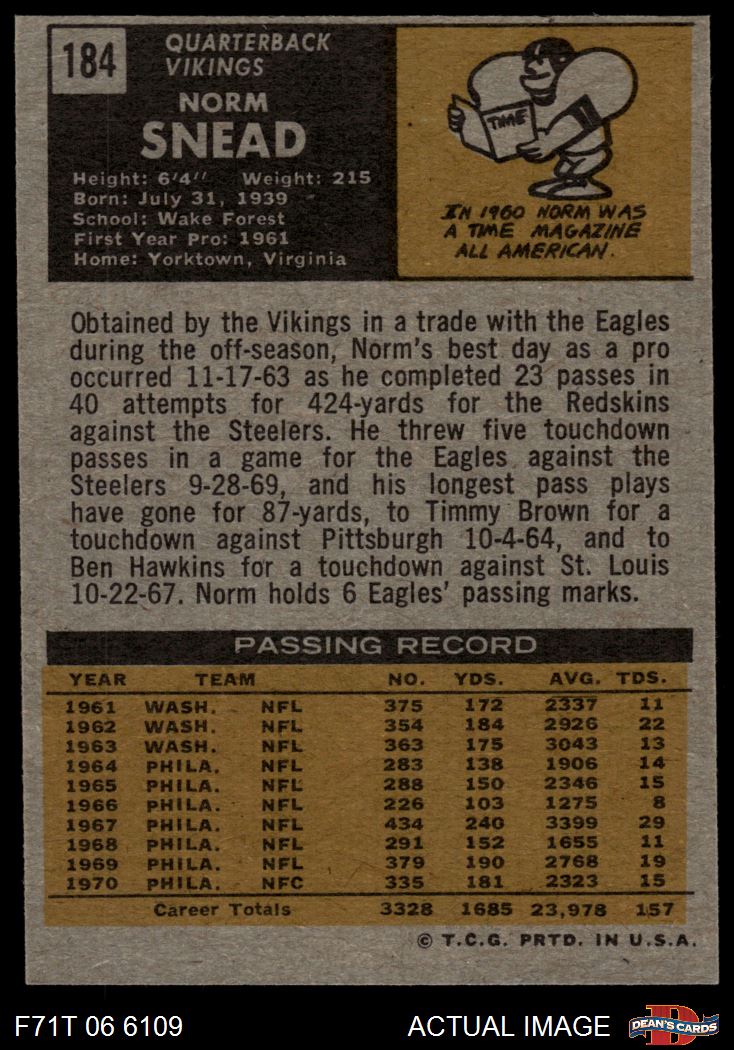 184
QUARTERBACK
VIKINGS
NORM
SNEAD
Height: 6'4" Weight: 215
Born: July 31, 1939
School: Wake Forest
First Year Pro: 1961
Home: Yorktown, Virginia
TIME
IN 1960 NORM WAS
A TIME MAGAZINE
ALL AMERICAN.
Obtained by the Vikings in a trade with the Eagles
during the off-season, Norm's best day as a pro
occurred 11-17-63 as he completed 23 passes in
40 attempts for 424-yards for the Redskins
against the Steelers. He threw five touchdown
passes in a game for the Eagles against the
Steelers 9-28-69, and his longest pass plays
have gone for 87-yards, to Timmy Brown for a
touchdown against Pittsburgh 10-4-64, and to
Ben Hawkins for a touchdown against St. Louis
10-22-67. Norm holds 6 Eagles' passing marks.
PASSING RECORD
YEAR TEAM NO. YDS. AVG. TDS.
1961 WASH. NFL 375 172 2337 11
1962 WASH. NFL 354 184 2926 22
1963 WASH. NFL 363 175 3043 13
1964 PHILA. NFL 283 138 1906 14
1965 PHILA. NFL 288 150 2346 15
1966 PHILA. NFL 226 103 1275 8
1967 PHILA. NFL 434 240 3399 29
1968 PHILA. NFL 291 152 1655 11
1969 PHILA. NFL 379 190 2768 19
1970 PHILA. NFC 335 181 2323 15
Career Totals 3328 1685 23,978 157
© T.C.G. PRTD. IN U.S.A.
F71T 06 6109 ACTUAL IMAGE D DEAN'S CARDS